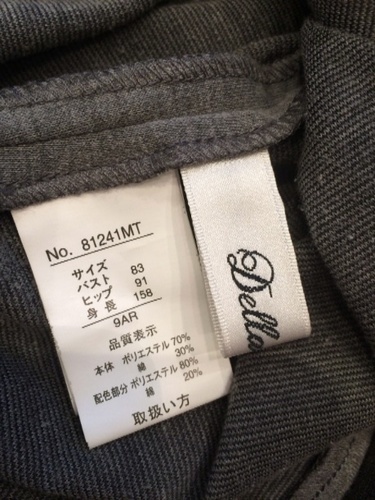 No. 81241MT
サイズ
バスト 83
ヒップ 91
身長 158
9AR
品質表示
本体 ポリエステル 70%
綿 30%
配色部分 ポリエステル 80%
綿 20%
取扱い方
Della